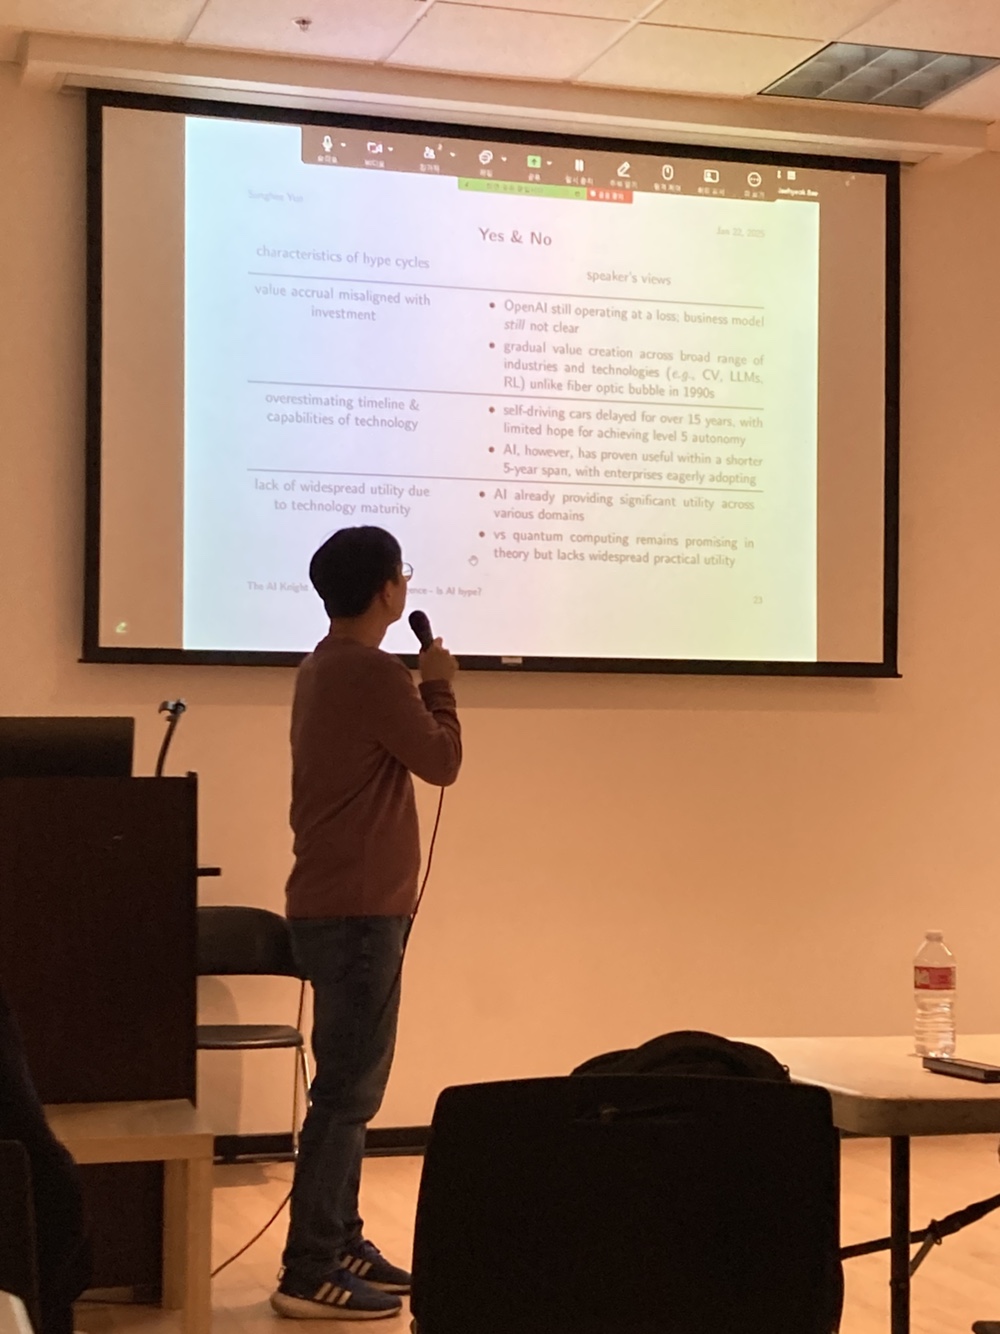 Sunghee Yun
Jan 22, 2025
Yes & No
characteristics of hype cycles
speaker's views
value accrual misaligned with
investment
• OpenAI still operating at a loss; business model
still not clear
• gradual value creation across broad range of
industries and technologies (e.g., CV, LLMs,
RL) unlike fiber optic bubble in 1990s
overestimating timeline &
capabilities of technology
• self-driving cars delayed for over 15 years, with
limited hope for achieving level 5 autonomy
• AI, however, has proven useful within a shorter
5-year span, with enterprises eagerly adopting
lack of widespread utility due
to technology maturity
• AI already providing significant utility across
various domains
• vs quantum computing remains promising in
theory but lacks widespread practical utility
The AI Knight
- Is AI hype?
23